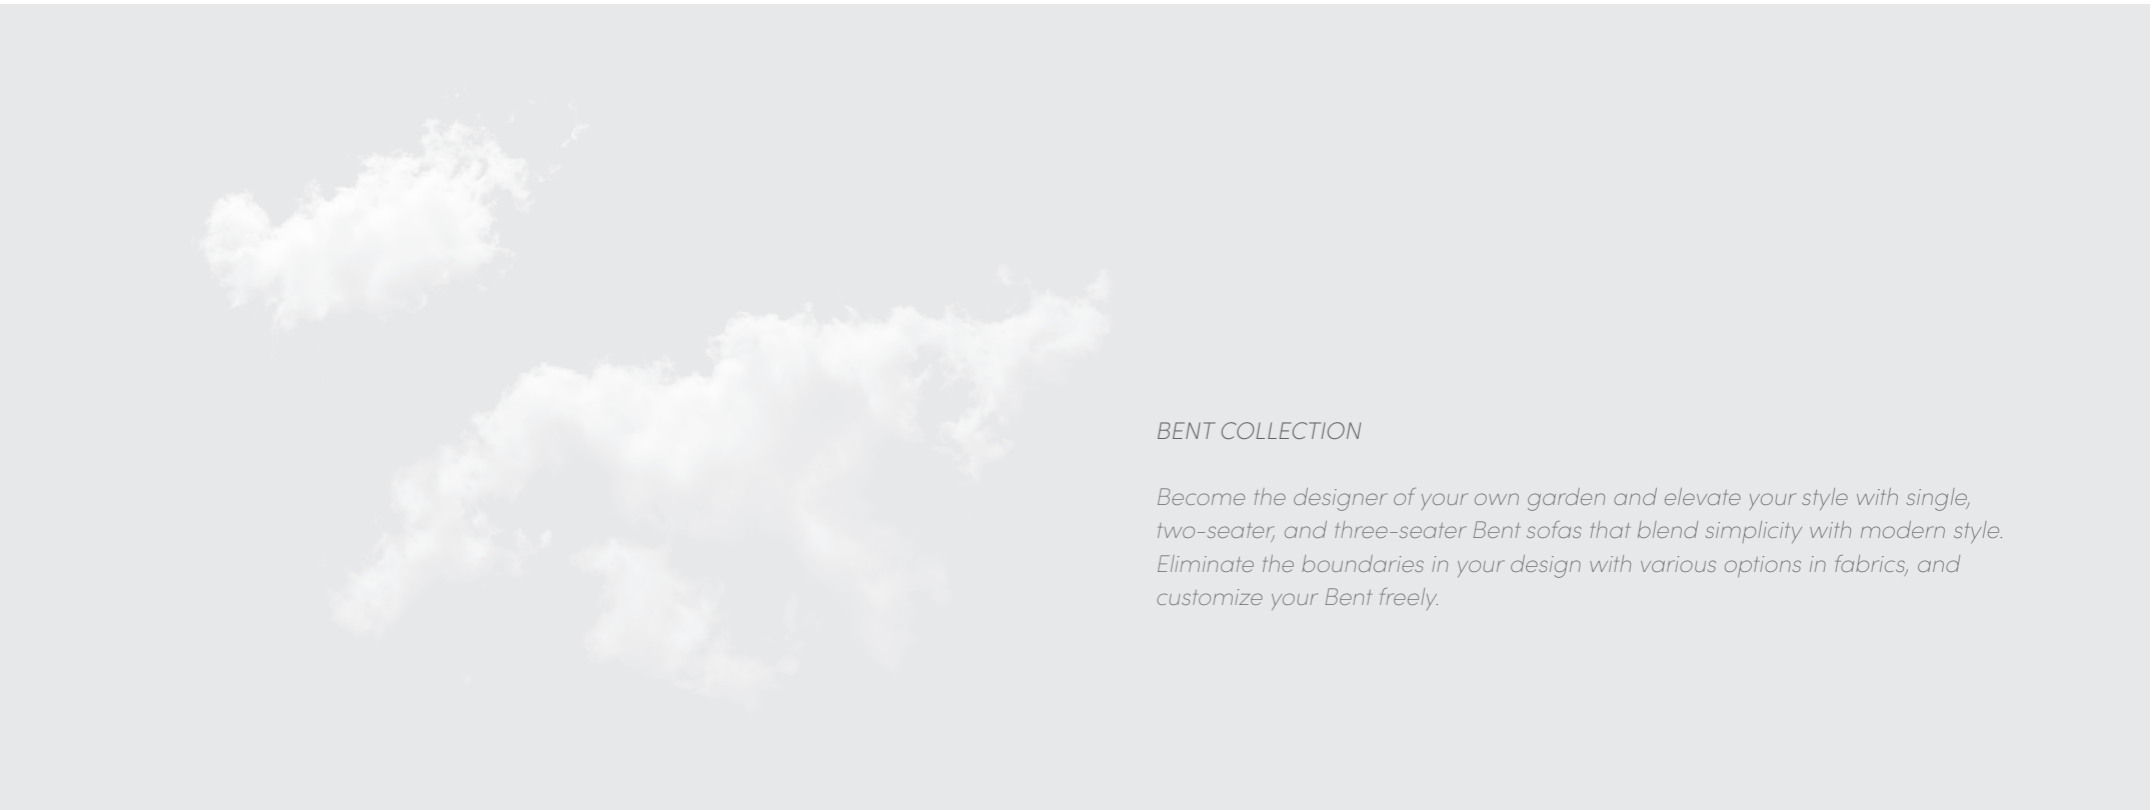 BENT COLLECTION
Become the designer of your own garden and elevate your style with single,
two-seater, and three-seater Bent sofas that blend simplicity with modern style.
Eliminate the boundaries in your design with various options in fabrics, and
customize your Bent freely.